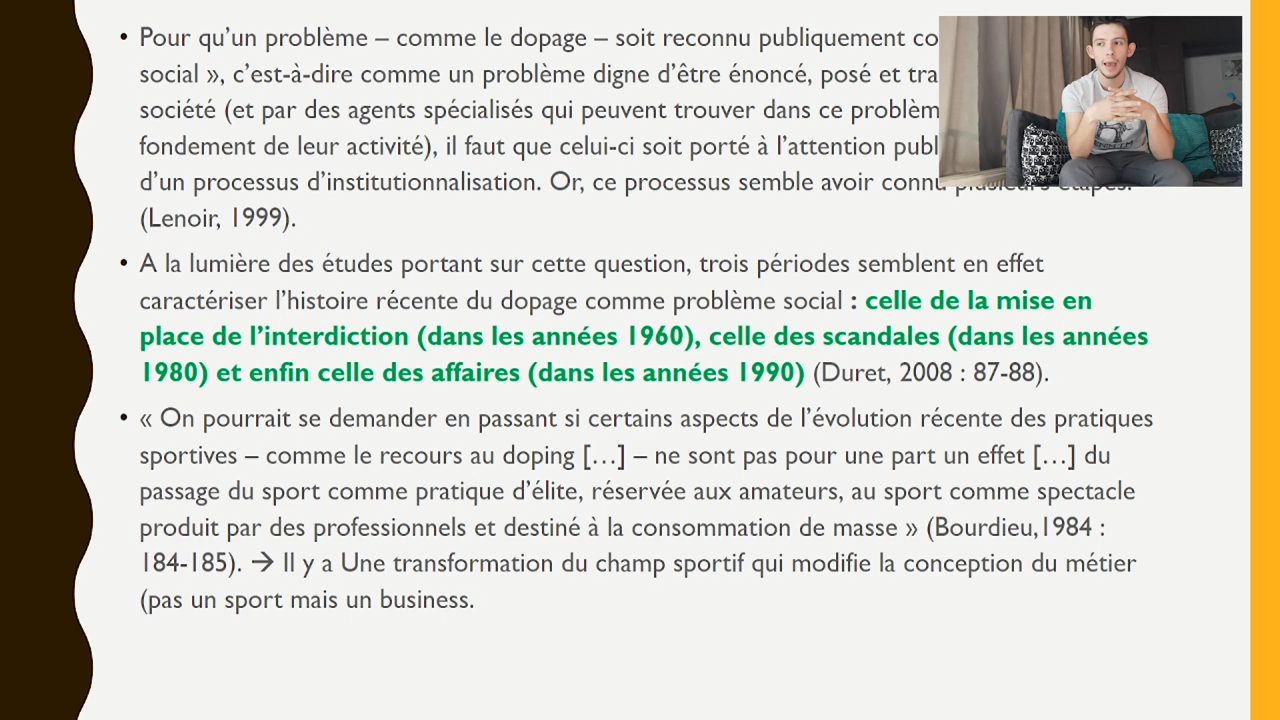 • Pour qu’un problème – comme le dopage – soit reconnu publiquement
social », c’est-à-dire comme un problème digne d’être énoncé, posé et
société (et par des agents spécialisés qui peuvent trouver dans ce
fondement de leur activité), il faut que celui-ci soit porté à l’attention
d’un processus d’institutionnalisation. Or, ce processus semble avoir connu plusieurs étapes.
(Lenoir, 1999).
• A la lumière des études portant sur cette question, trois périodes semblent en effet
caractériser l’histoire récente du dopage comme problème social : celle de la mise en
place de l’interdiction (dans les années 1960), celle des scandales (dans les années
1980) et enfin celle des affaires (dans les années 1990) (Duret, 2008 : 87-88).
• « On pourrait se demander en passant si certains aspects de l’évolution récente des pratiques
sportives – comme le recours au doping […] – ne sont pas pour une part un effet […] du
passage du sport comme pratique d’élite, réservée aux amateurs, au sport comme spectacle
produit par des professionnels et destiné à la consommation de masse » (Bourdieu,1984 :
184-185). → Il y a Une transformation du champ sportif qui modifie la conception du métier
(pas un sport mais un business.